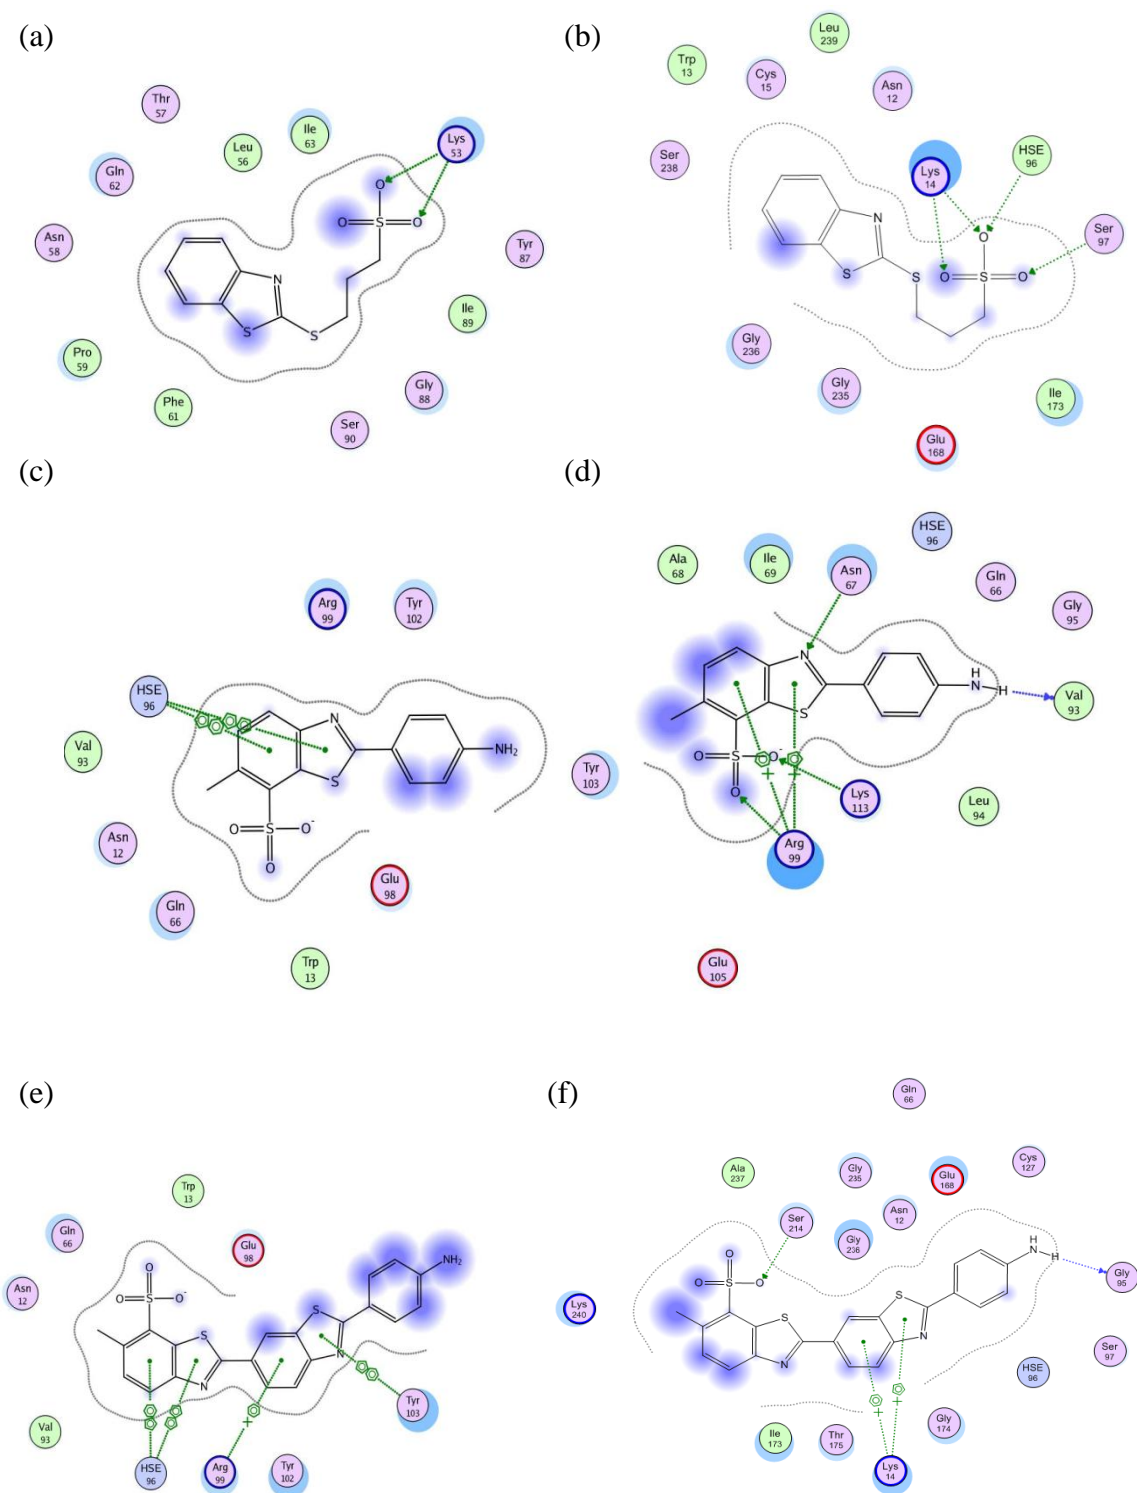 (a)
Thr
57
Ile
63
Leu
56
Lys
53
Gln
62
Asn
58
Tyr
87
Ile
89
Pro
59
Phe
61
Gly
88
Ser
90
O
O
S
O
N
S
S
(b)
Leu
239
Trp
13
Cys
15
Asn
12
Ser
238
Lys
14
HSE
96
Ser
97
Gly
236
Gly
235
Ile
173
Glu
168
N
O
S
S
O
S
O
(c)
Arg
99
Tyr
102
HSE
96
Val
93
Asn
12
Gln
66
Glu
98
Trp
13
N
NH₂
S
O
S
O⁻
O
(d)
HSE
96
Ala
68
Ile
69
Asn
67
Gln
66
Gly
95
Val
93
Tyr
103
Lys
113
Leu
94
Arg
99
Glu
105
N
H
N
H
S
O
S
O⁻
O
(e)
Trp
13
Gln
66
Glu
98
Asn
12
Val
93
HSE
96
Arg
99
Tyr
102
Tyr
103
O
O
S
O⁻
S
N
S
N
NH₂
(f)
Gln
66
Ala
237
Gly
235
Glu
168
Cys
127
Ser
214
Asn
12
Gly
236
Lys
240
Gly
95
Ser
97
HSE
96
Ile
173
Thr
175
Gly
174
Lys
14
O
O
S
O
S
N
S
N
H
N
H